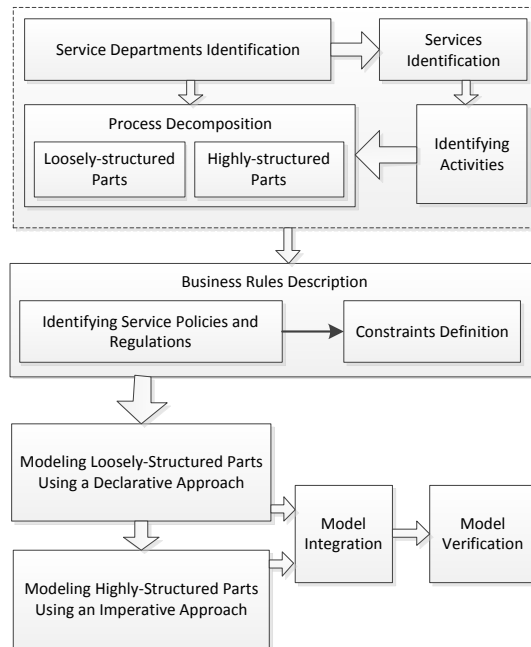 Service Departments Identification
Services
Identification
Process Decomposition
Loosely-structured
Parts
Highly-structured
Parts
Identifying
Activities
Business Rules Description
Identifying Service Policies and
Regulations
Constraints Definition
Modeling Loosely-Structured Parts
Using a Declarative Approach
Model
Integration
Model
Verification
Modeling Highly-Structured Parts
Using an Imperative Approach